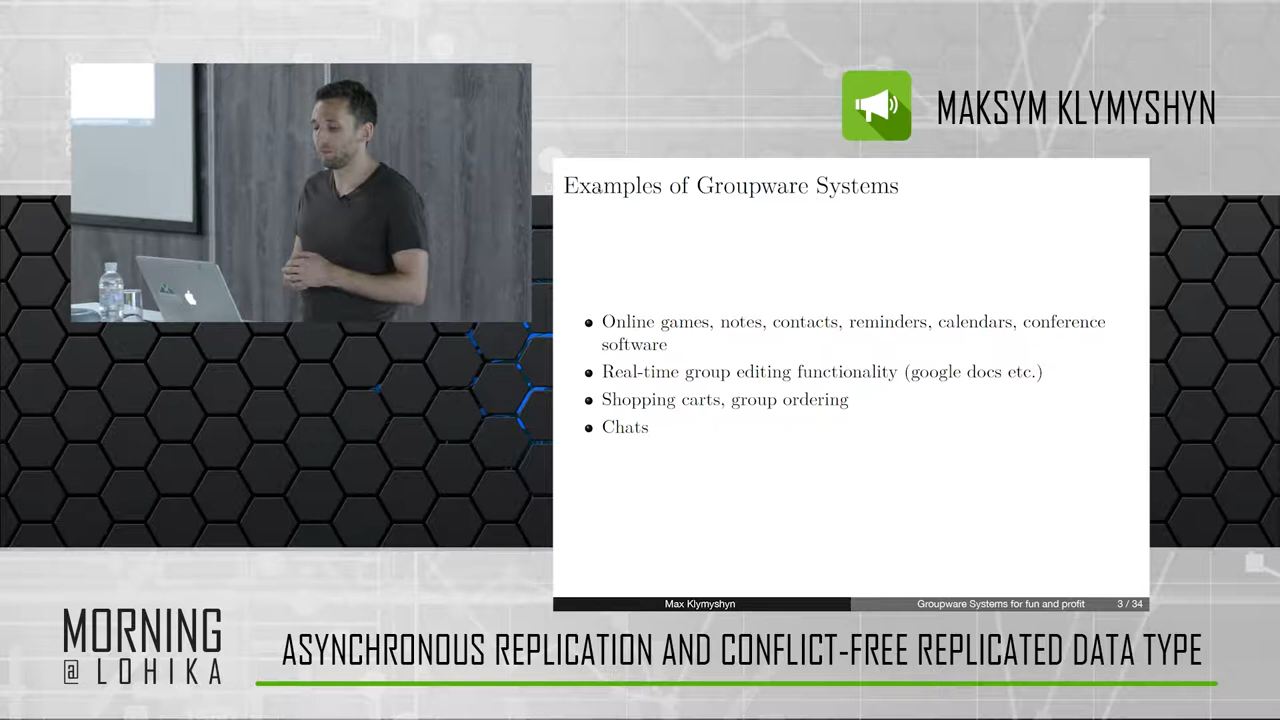 MAKSYM KLYMYSHYN
Examples of Groupware Systems
Online games, notes, contacts, reminders, calendars, conference
software
Real-time group editing functionality (google docs etc.)
Shopping carts, group ordering
Chats
Max Klymyshyn
Groupware Systems for fun and profit
3 / 34
MORNING
@ LOHIKA
ASYNCHRONOUS REPLICATION AND CONFLICT-FREE REPLICATED DATA TYPE